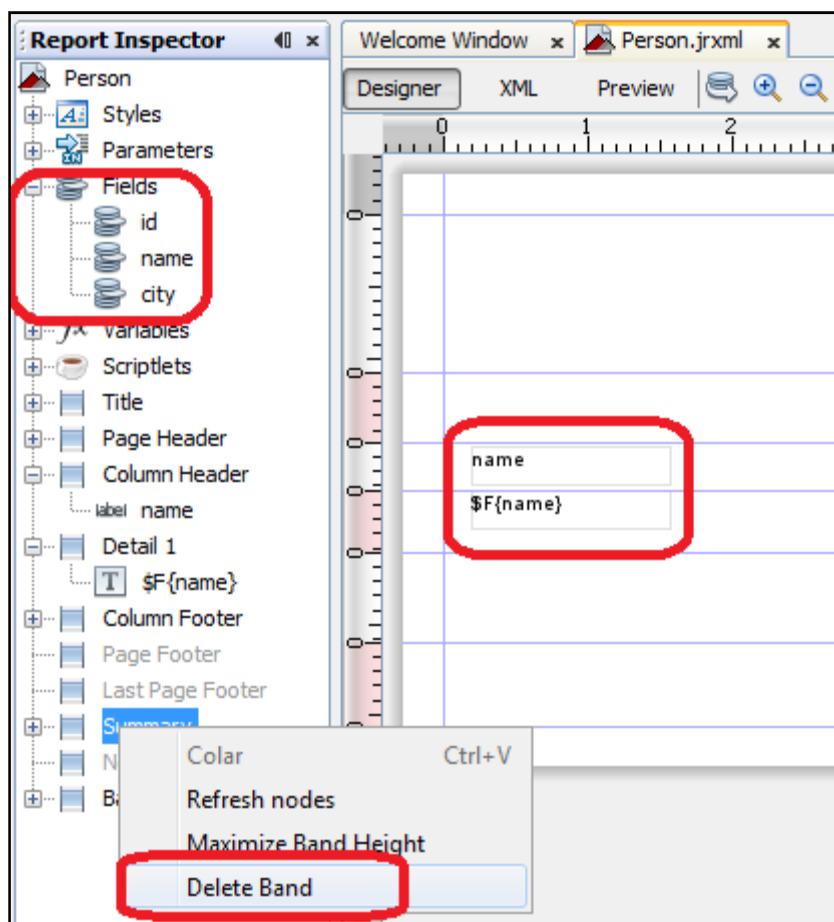 Report Inspector
Person
Styles
Parameters
Fields
id
name
city
Variables
Scriptlets
Title
Page Header
Column Header
label name
Detail 1
T $F{name}
Column Footer
Page Footer
Last Page Footer
Summary
Welcome Window Person.jrxml
Designer XML Preview
0 1 2
name
$F{name}
Colar Ctrl+V
Refresh nodes
Maximize Band Height
Delete Band